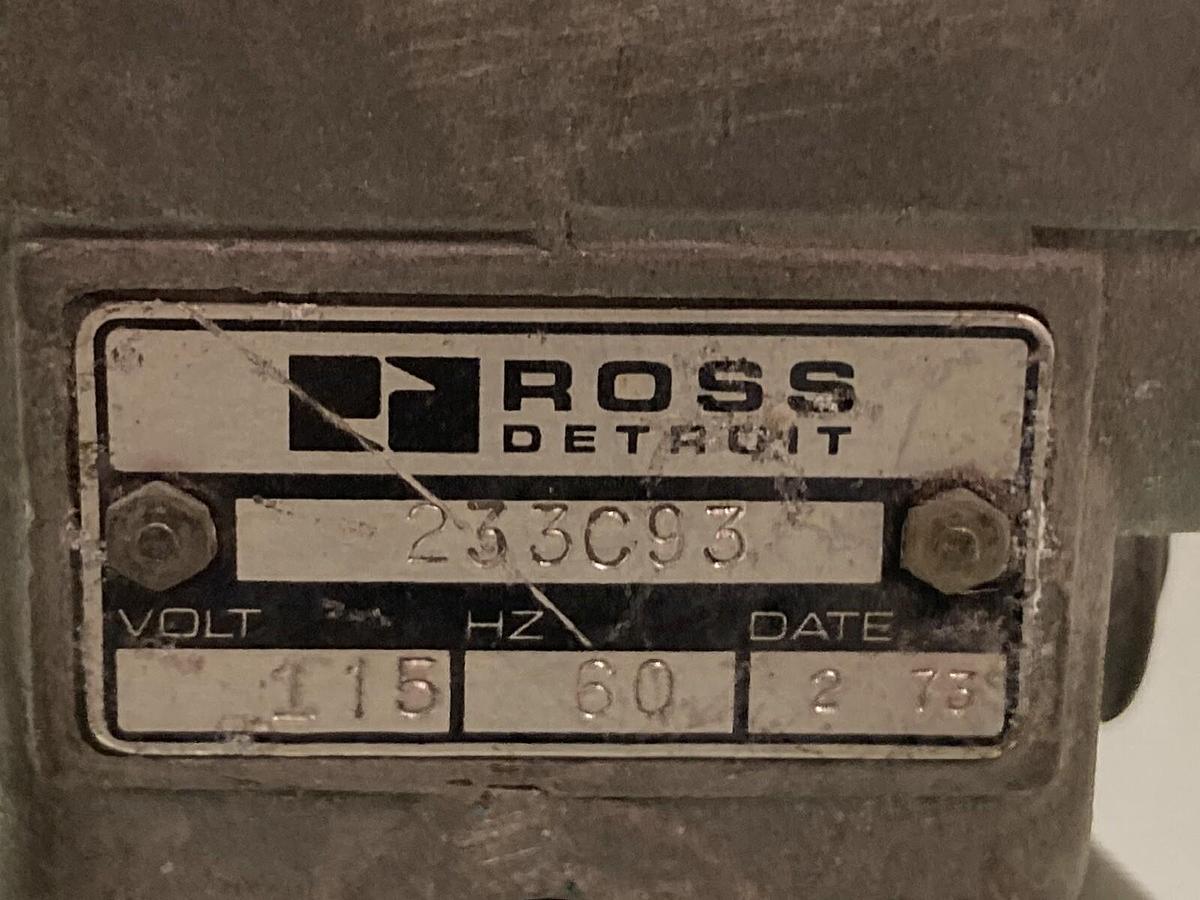 ROSS
DETROIT
233C93
VOLT HZ DATE
115 60 2 73